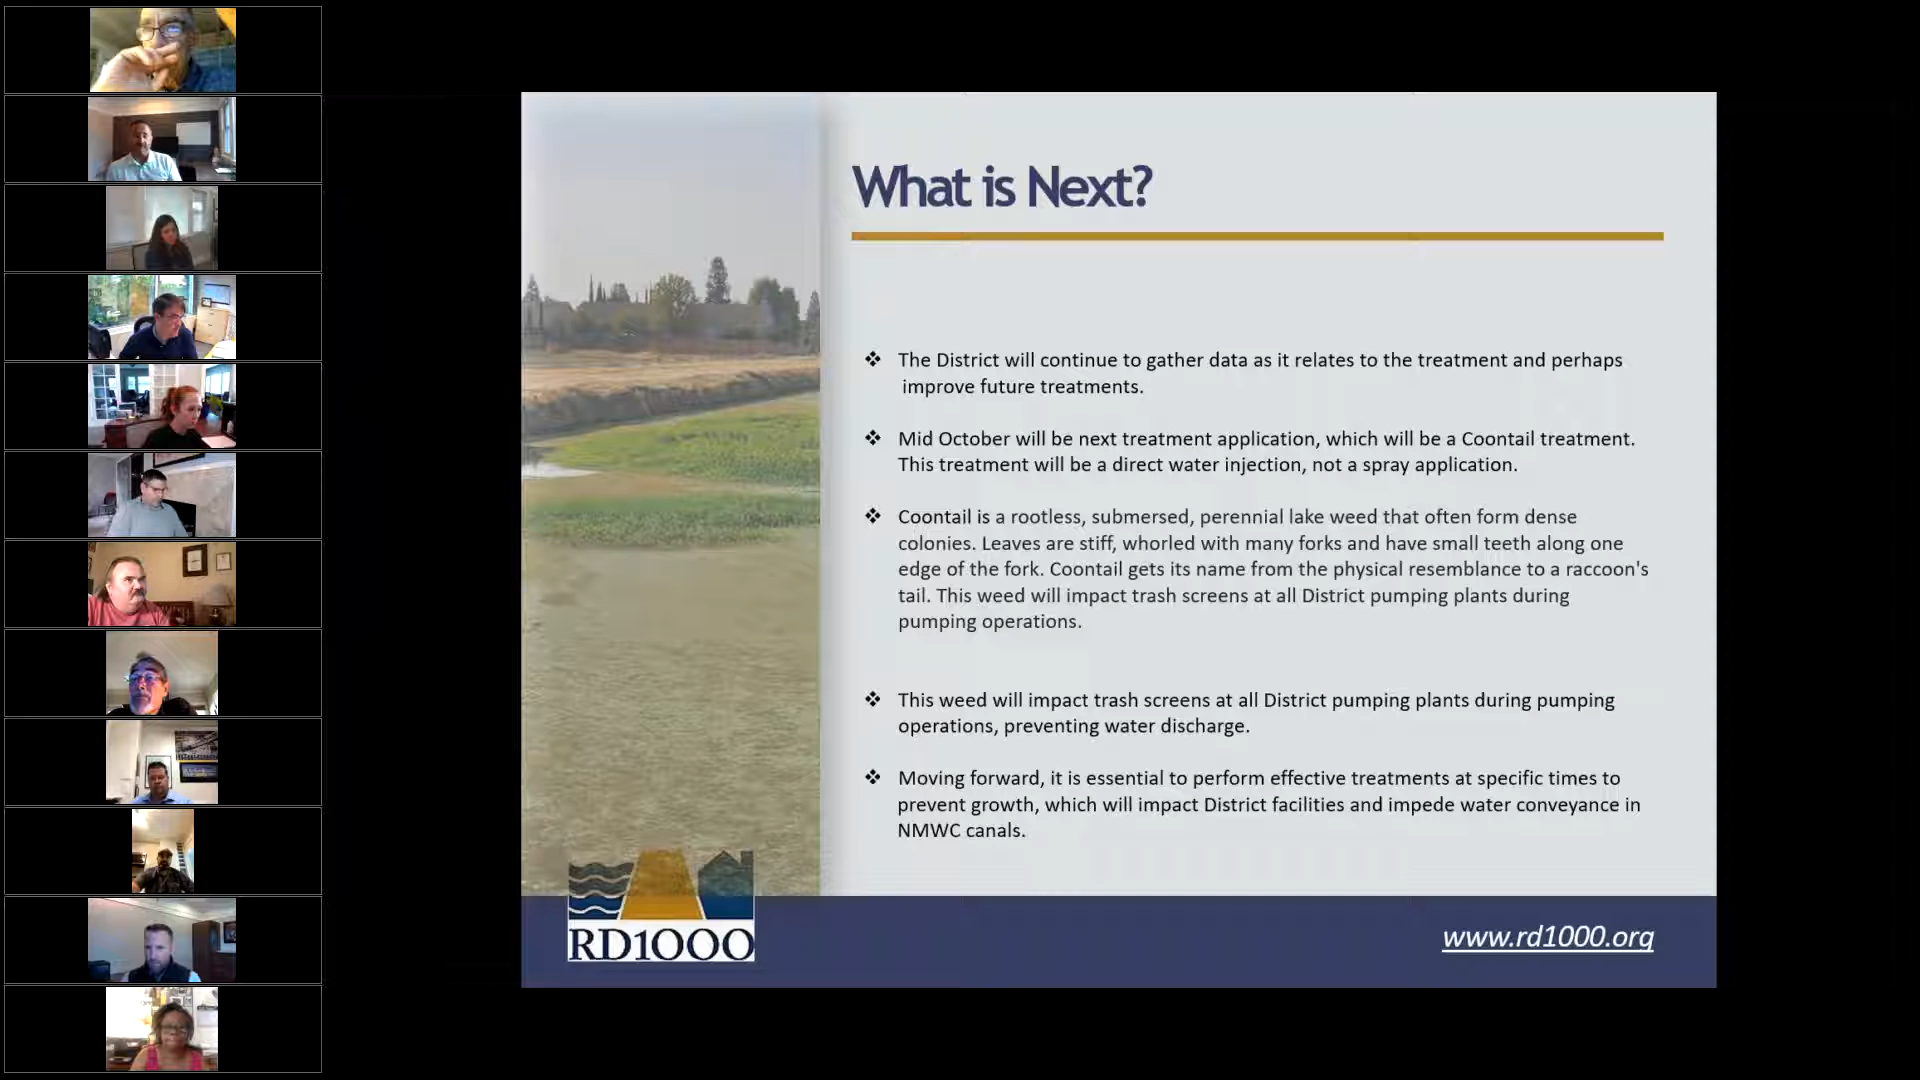 What is Next?
❖ The District will continue to gather data as it relates to the treatment and perhaps
improve future treatments.
❖ Mid October will be next treatment application, which will be a Coontail treatment.
This treatment will be a direct water injection, not a spray application.
❖ Coontail is a rootless, submersed, perennial lake weed that often form dense
colonies. Leaves are stiff, whorled with many forks and have small teeth along one
edge of the fork. Coontail gets its name from the physical resemblance to a raccoon's
tail. This weed will impact trash screens at all District pumping plants during
pumping operations.
❖ This weed will impact trash screens at all District pumping plants during pumping
operations, preventing water discharge.
❖ Moving forward, it is essential to perform effective treatments at specific times to
prevent growth, which will impact District facilities and impede water conveyance in
NMWC canals.
RD1000
www.rd1000.org